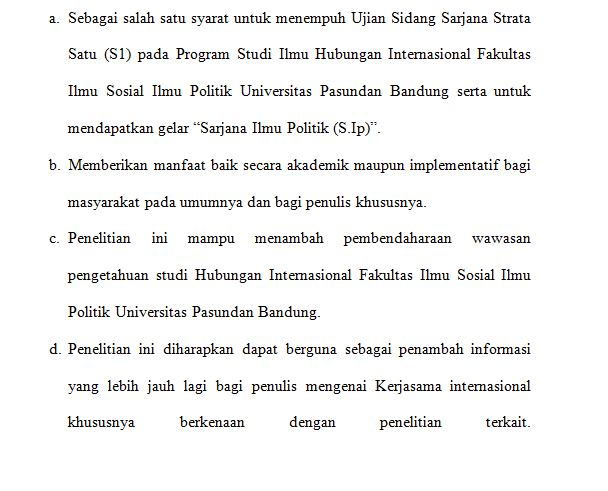 a. Sebagai salah satu syarat untuk menempuh Ujian Sidang Sarjana Strata
Satu (S1) pada Program Studi Ilmu Hubungan Internasional Fakultas
Ilmu Sosial Ilmu Politik Universitas Pasundan Bandung serta untuk
mendapatkan gelar “Sarjana Ilmu Politik (S.Ip)”.
b. Memberikan manfaat baik secara akademik maupun implementatif bagi
masyarakat pada umumnya dan bagi penulis khususnya.
c. Penelitian ini mampu menambah pembendaharaan wawasan
pengetahuan studi Hubungan Internasional Fakultas Ilmu Sosial Ilmu
Politik Universitas Pasundan Bandung.
d. Penelitian ini diharapkan dapat berguna sebagai penambah informasi
yang lebih jauh lagi bagi penulis mengenai Kerjasama internasional
khususnya berkenaan dengan penelitian terkait.